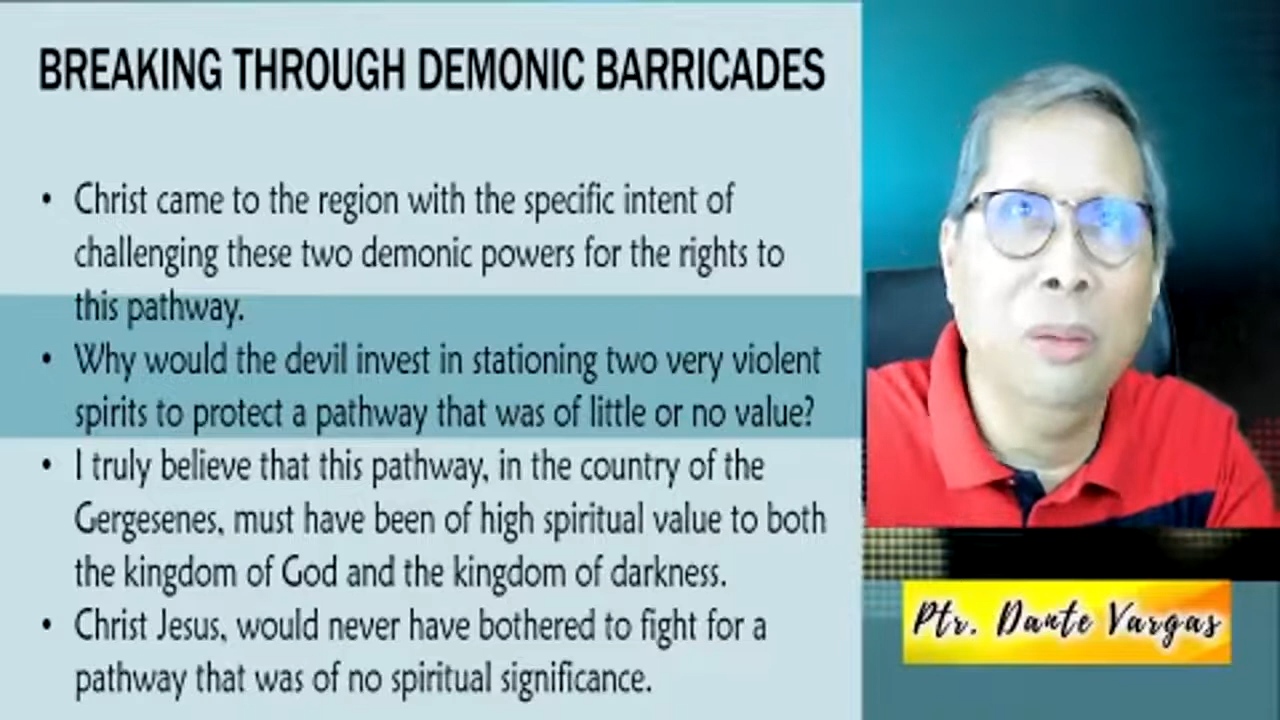 BREAKING THROUGH DEMONIC BARRICADES
• Christ came to the region with the specific intent of
challenging these two demonic powers for the rights to
this pathway.
• Why would the devil invest in stationing two very violent
spirits to protect a pathway that was of little or no value?
• I truly believe that this pathway, in the country of the
Gergesenes, must have been of high spiritual value to both
the kingdom of God and the kingdom of darkness.
• Christ Jesus, would never have bothered to fight for a
pathway that was of no spiritual significance.
Ptr. Dante Vargas